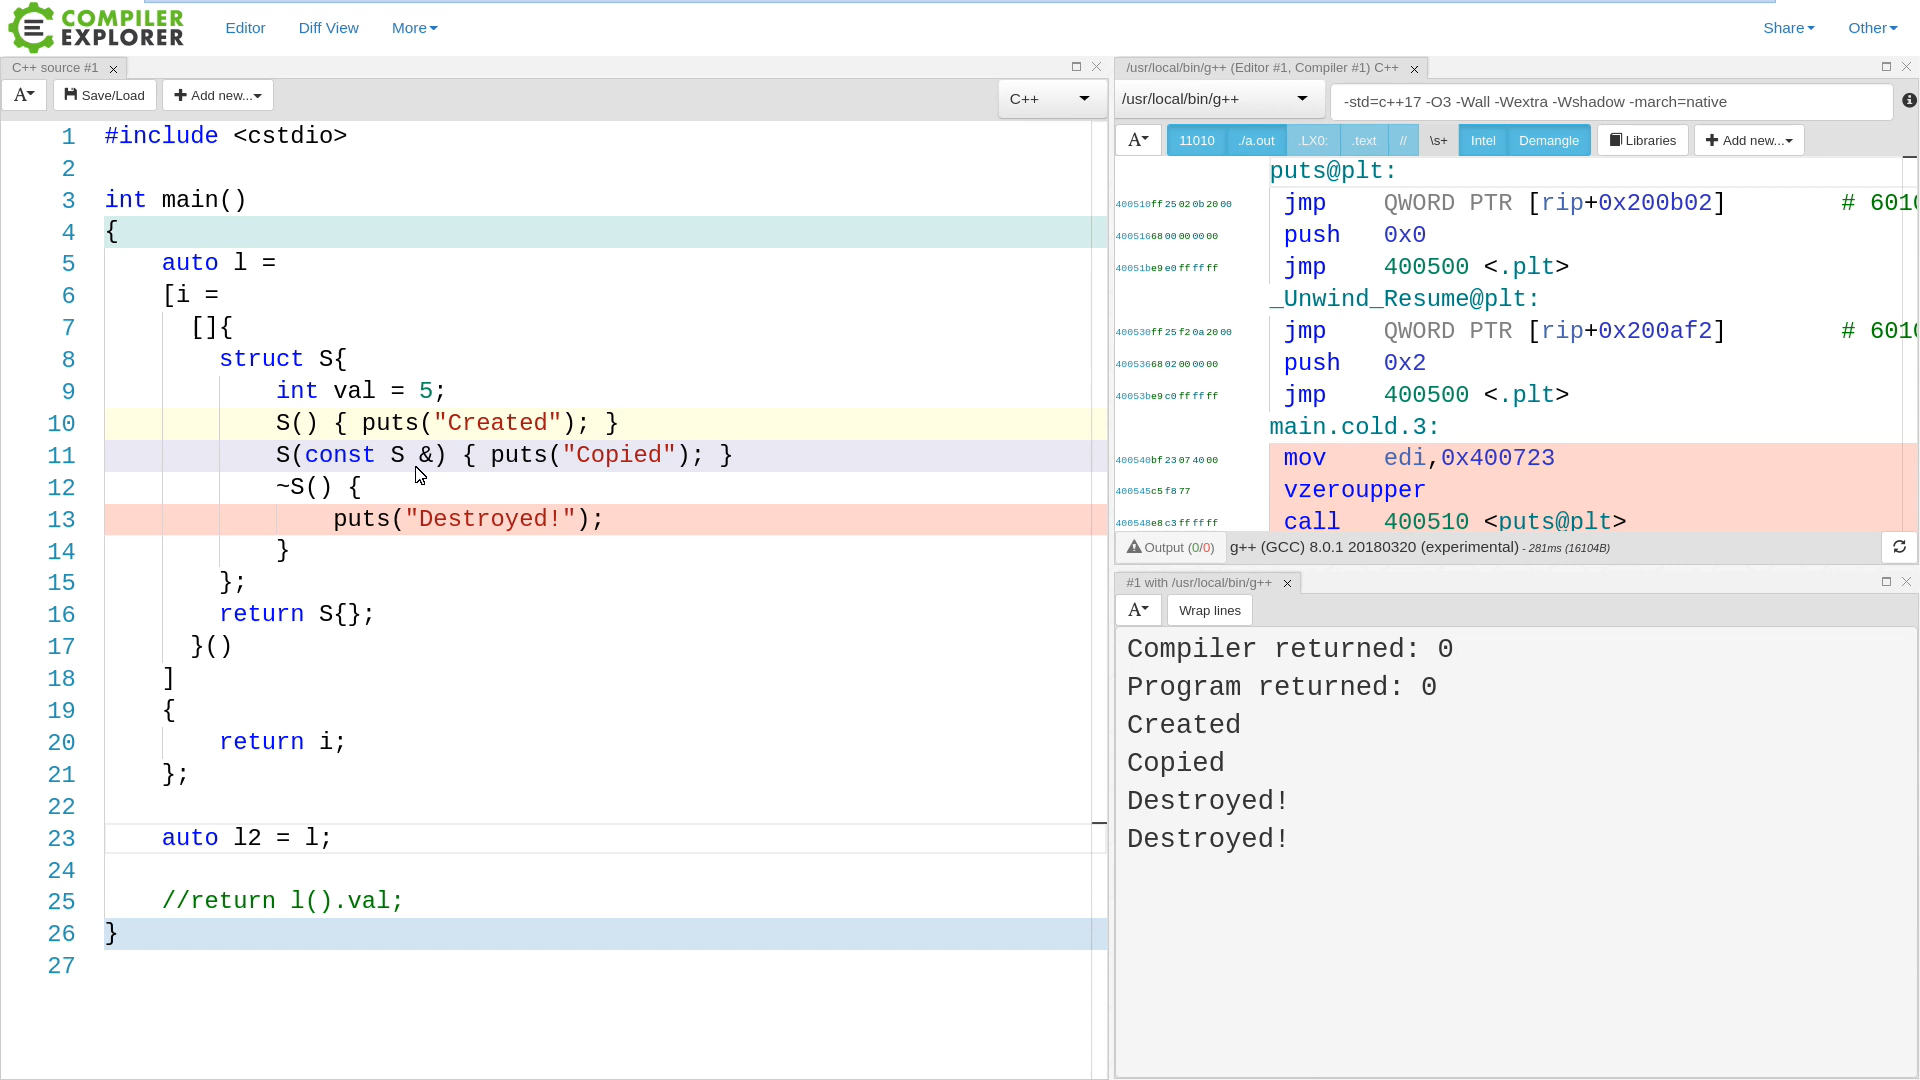 COMPILER
EXPLORER
Editor
Diff View
More
Share
Other
C++ source #1
A
Save/Load
Add new...
C++
1 #include <cstdio>
2
3 int main()
4 {
5 auto l =
6 [i =
7 []{
8 struct S{
9 int val = 5;
10 S() { puts("Created"); }
11 S(const S &) { puts("Copied"); }
12 ~S() {
13 puts("Destroyed!");
14 }
15 };
16 return S{};
17 }()
18 ]
19 {
20 return i;
21 };
22
23 auto l2 = l;
24
25 //return l().val;
26 }
27
/usr/local/bin/g++ (Editor #1, Compiler #1) C++
/usr/local/bin/g++
-std=c++17 -O3 -Wall -Wextra -Wshadow -march=native
A 11010 ./a.out .LX0: .text // \s+ Intel Demangle Libraries Add new...
puts@plt:
400510 ff 25 02 0b 20 00 jmp QWORD PTR [rip+0x200b02] # 6010
400516 68 00 00 00 00 push 0x0
40051b e9 e0 ff ff ff jmp 400500 <.plt>
_Unwind_Resume@plt:
400530 ff 25 f2 0a 20 00 jmp QWORD PTR [rip+0x200af2] # 6010
400536 68 02 00 00 00 push 0x2
40053b e9 c0 ff ff ff jmp 400500 <.plt>
main.cold.3:
400540 bf 23 07 40 00 mov edi,0x400723
400545 c5 f8 77 vzeroupper
400548 e8 c3 ff ff ff call 400510 <puts@plt>
Output (0/0) g++ (GCC) 8.0.1 20180320 (experimental) - 281ms (16104B)
#1 with /usr/local/bin/g++
A Wrap lines
Compiler returned: 0
Program returned: 0
Created
Copied
Destroyed!
Destroyed!